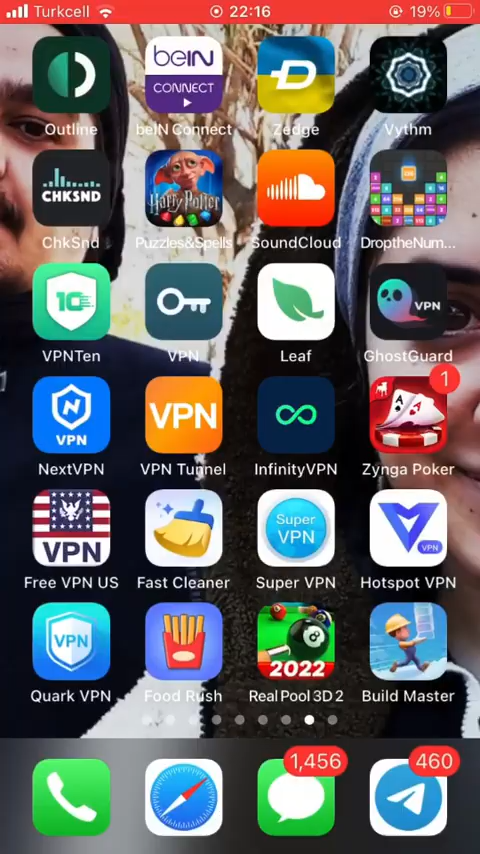 Turkcell 22:16 19%
beIN
CONNECT
Outline beIN Connect Zedge Vythm
CHKSND
Harry Potter
ChkSnd Puzzles&Spells SoundCloud DroptheNum...
10 VPN
VPNTen VPN Leaf GhostGuard
1
VPN VPN
NextVPN VPN Tunnel InfinityVPN Zynga Poker
VPN Super VPN VPN
Free VPN US Fast Cleaner Super VPN Hotspot VPN
VPN 8 2022
Quark VPN Food Rush Real Pool 3D 2 Build Master
1,456 460